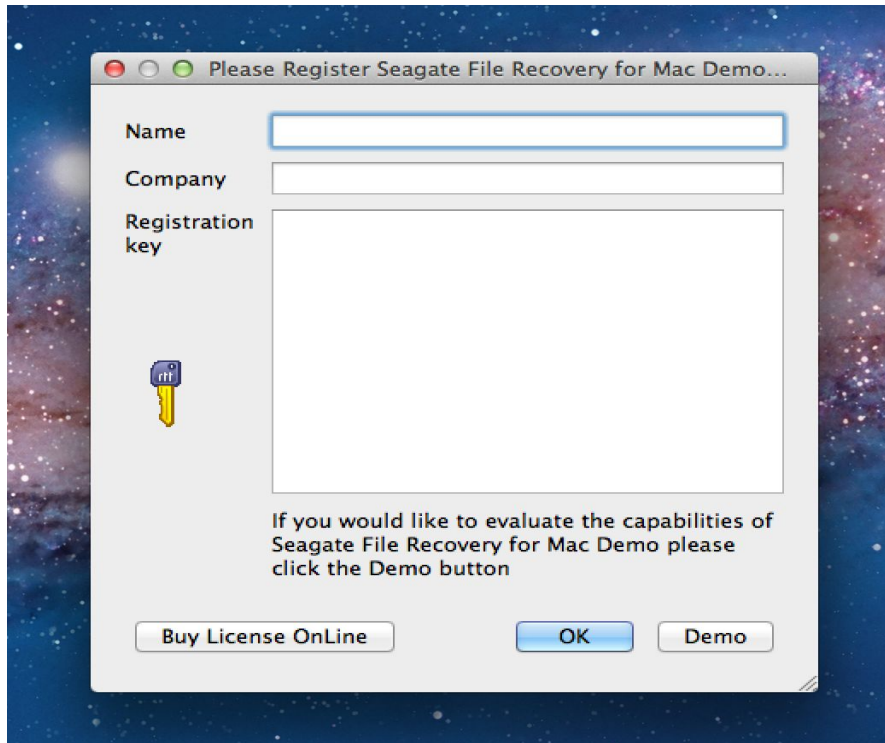 Please Register Seagate File Recovery for Mac Demo...
Name
Company
Registration
key
rtt
If you would like to evaluate the capabilities of
Seagate File Recovery for Mac Demo please
click the Demo button
Buy License OnLine
OK
Demo